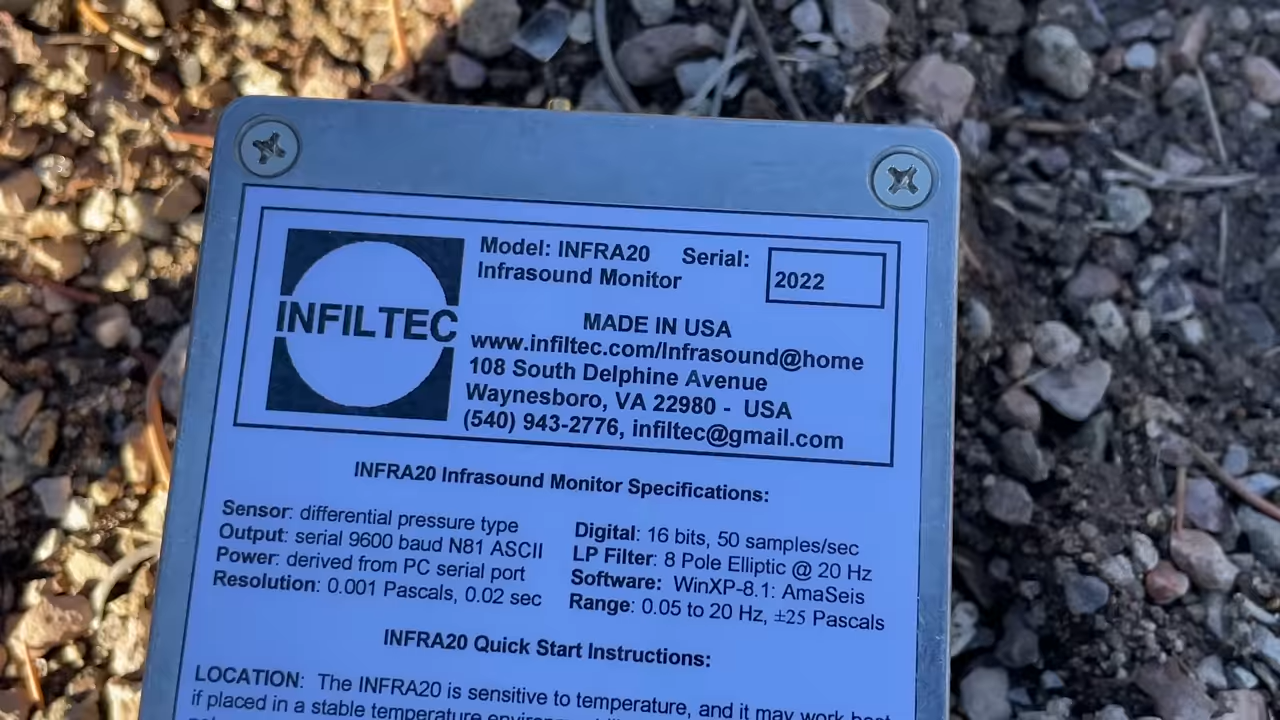 INFILTEC
Model: INFRA20 Serial: 2022
Infrasound Monitor
MADE IN USA
www.infiltec.com/Infrasound@home
108 South Delphine Avenue
Waynesboro, VA 22980 - USA
(540) 943-2776, infiltec@gmail.com
INFRA20 Infrasound Monitor Specifications:
Sensor: differential pressure type
Output: serial 9600 baud N81 ASCII
Power: derived from PC serial port
Resolution: 0.001 Pascals, 0.02 sec
Digital: 16 bits, 50 samples/sec
LP Filter: 8 Pole Elliptic @ 20 Hz
Software: WinXP-8.1: AmaSeis
Range: 0.05 to 20 Hz, ±25 Pascals
INFRA20 Quick Start Instructions:
LOCATION: The INFRA20 is sensitive to temperature, and it may work best
if placed in a stable temperature